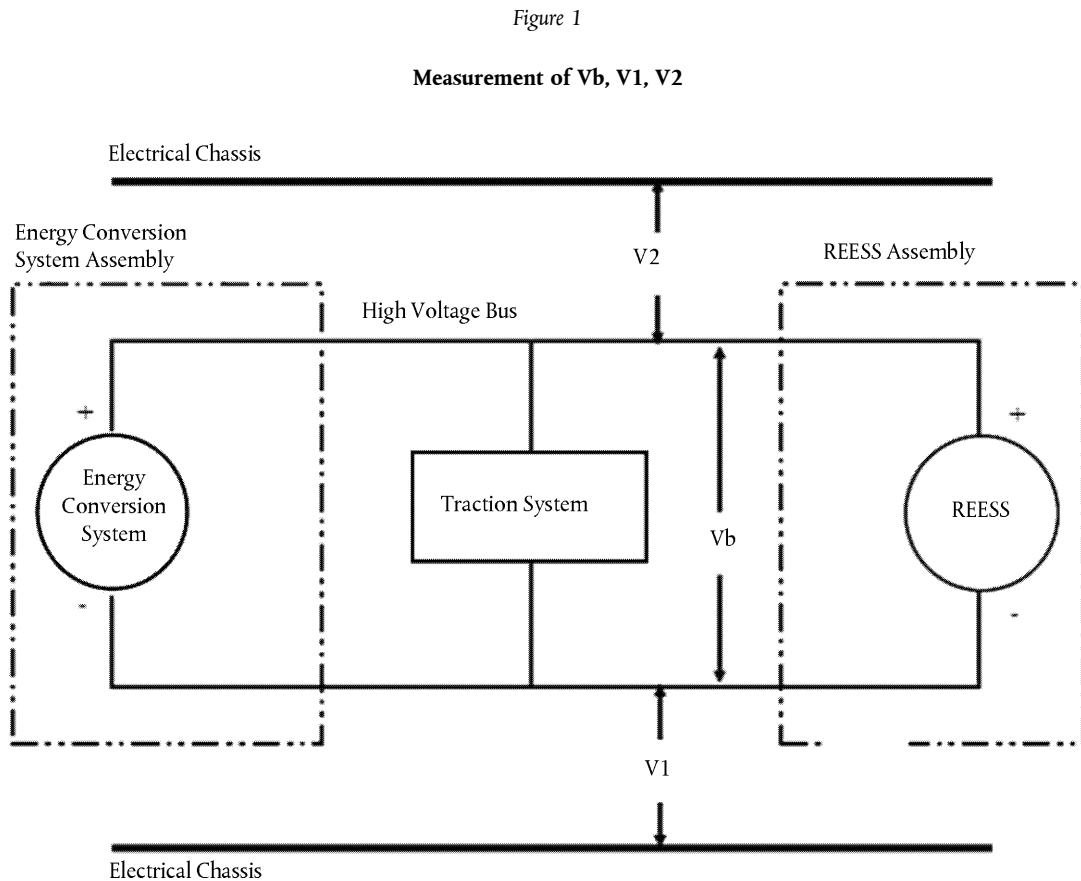 Figure 1
Measurement of Vb, V1, V2
Electrical Chassis
Energy Conversion
System Assembly
V2
REESS Assembly
High Voltage Bus
+
+
Energy
Conversion
System
Traction System
REESS
Vb
-
-
V1
Electrical Chassis